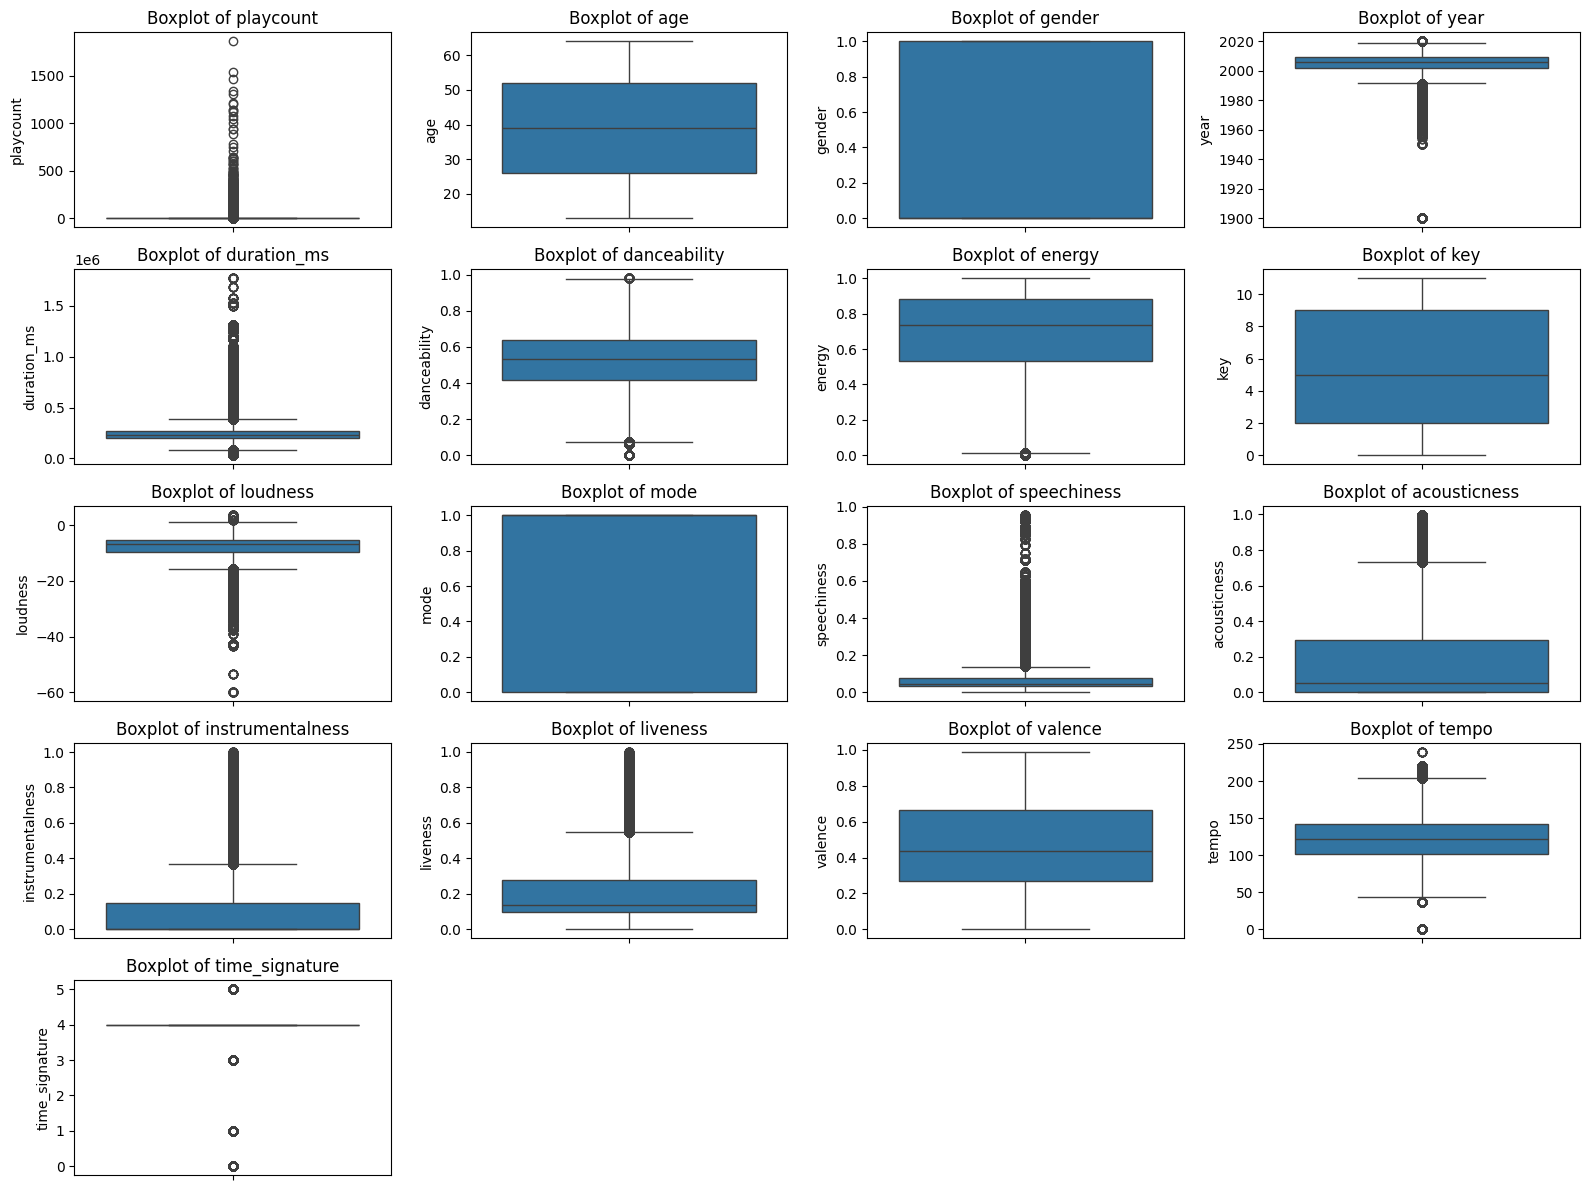 Boxplot of playcount
playcount
1500
1000
500
0
Boxplot of age
age
60
50
40
30
20
Boxplot of gender
gender
1.0
0.8
0.6
0.4
0.2
0.0
Boxplot of year
year
2020
2000
1980
1960
1940
1920
1900
Boxplot of duration_ms
1e6
duration_ms
1.5
1.0
0.5
0.0
Boxplot of danceability
danceability
1.0
0.8
0.6
0.4
0.2
0.0
Boxplot of energy
energy
1.0
0.8
0.6
0.4
0.2
0.0
Boxplot of key
key
10
8
6
4
2
0
Boxplot of loudness
loudness
0
−20
−40
−60
Boxplot of mode
mode
1.0
0.8
0.6
0.4
0.2
0.0
Boxplot of speechiness
speechiness
1.0
0.8
0.6
0.4
0.2
0.0
Boxplot of acousticness
acousticness
1.0
0.8
0.6
0.4
0.2
0.0
Boxplot of instrumentalness
instrumentalness
1.0
0.8
0.6
0.4
0.2
0.0
Boxplot of liveness
liveness
1.0
0.8
0.6
0.4
0.2
0.0
Boxplot of valence
valence
1.0
0.8
0.6
0.4
0.2
0.0
Boxplot of tempo
tempo
250
200
150
100
50
0
Boxplot of time_signature
time_signature
5
4
3
2
1
0